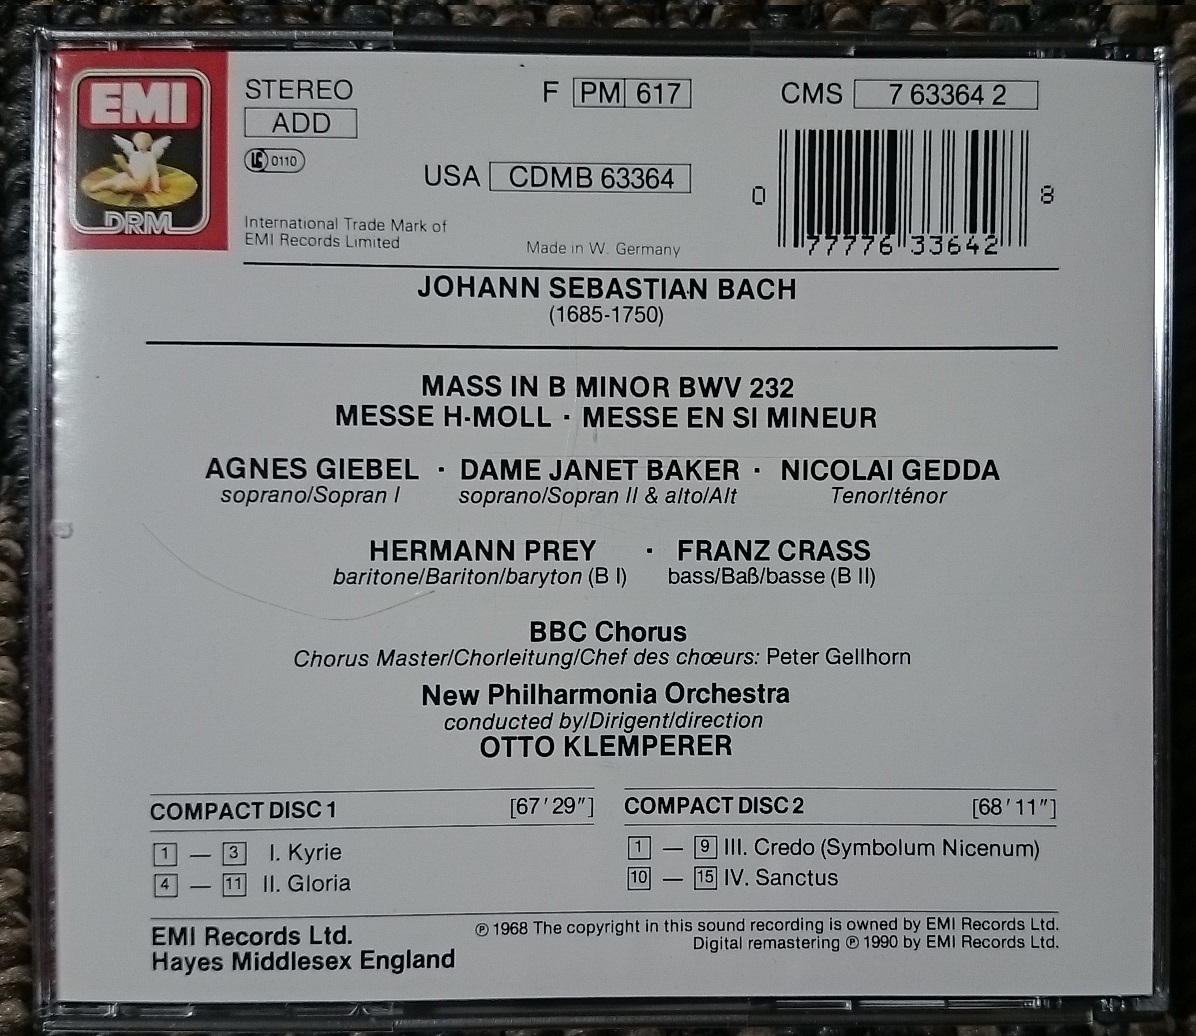 EMI
DRM
STEREO
ADD
LC 0110
International Trade Mark of
EMI Records Limited
F PM 617
USA CDMB 63364
Made in W. Germany
CMS 7 63364 2
0 77776 33642 8
JOHANN SEBASTIAN BACH
(1685-1750)
MASS IN B MINOR BWV 232
MESSE H-MOLL · MESSE EN SI MINEUR
AGNES GIEBEL · DAME JANET BAKER · NICOLAI GEDDA
soprano/Sopran I soprano/Sopran II & alto/Alt Tenor/ténor
HERMANN PREY · FRANZ CRASS
baritone/Bariton/baryton (B I) bass/Baß/basse (B II)
BBC Chorus
Chorus Master/Chorleitung/Chef des chœurs: Peter Gellhorn
New Philharmonia Orchestra
conducted by/Dirigent/direction
OTTO KLEMPERER
COMPACT DISC 1 [67′29″]
1 — 3 I. Kyrie
4 — 11 II. Gloria
COMPACT DISC 2 [68′11″]
1 — 9 III. Credo (Symbolum Nicenum)
10 — 15 IV. Sanctus
EMI Records Ltd.
Hayes Middlesex England
℗ 1968 The copyright in this sound recording is owned by EMI Records Ltd.
Digital remastering ℗ 1990 by EMI Records Ltd.